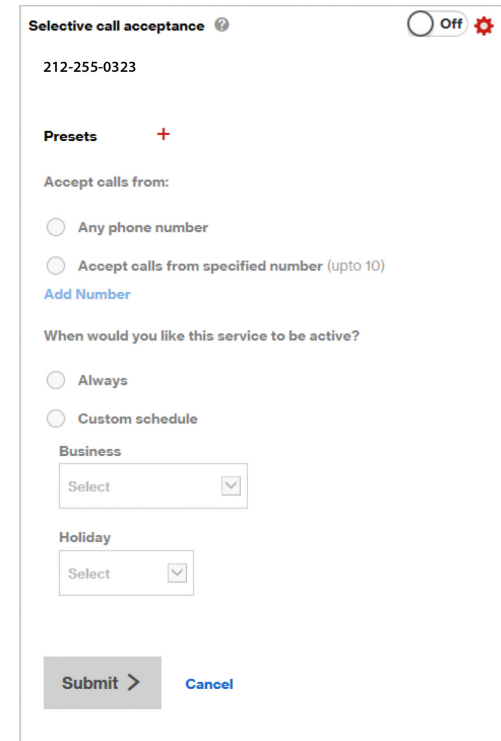 Selective call acceptance ? Off
212-255-0323
Presets +
Accept calls from:
Any phone number
Accept calls from specified number (upto 10)
Add Number
When would you like this service to be active?
Always
Custom schedule
Business
Select
Holiday
Select
Submit >
Cancel